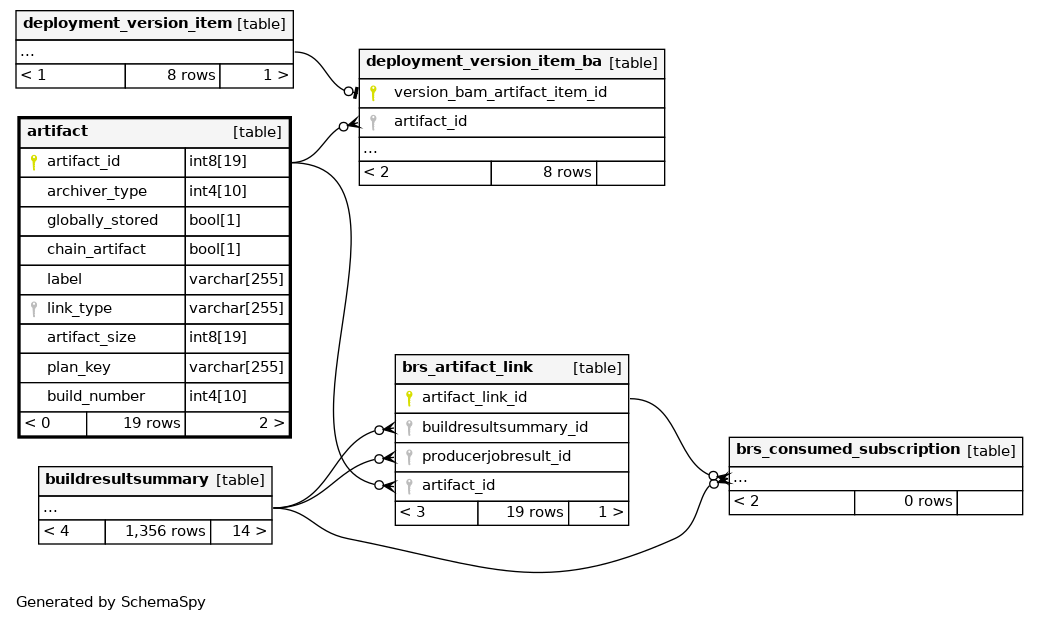 deployment_version_item [table]
...
< 1 8 rows 1 >
deployment_version_item_ba [table]
version_bam_artifact_item_id
artifact_id
...
< 2 8 rows
artifact [table]
artifact_id int8[19]
archiver_type int4[10]
globally_stored bool[1]
chain_artifact bool[1]
label varchar[255]
link_type varchar[255]
artifact_size int8[19]
plan_key varchar[255]
build_number int4[10]
< 0 19 rows 2 >
brs_artifact_link [table]
artifact_link_id
buildresultsummary_id
producerjobresult_id
artifact_id
< 3 19 rows 1 >
brs_consumed_subscription [table]
...
< 2 0 rows
buildresultsummary [table]
...
< 4 1,356 rows 14 >
Generated by SchemaSpy